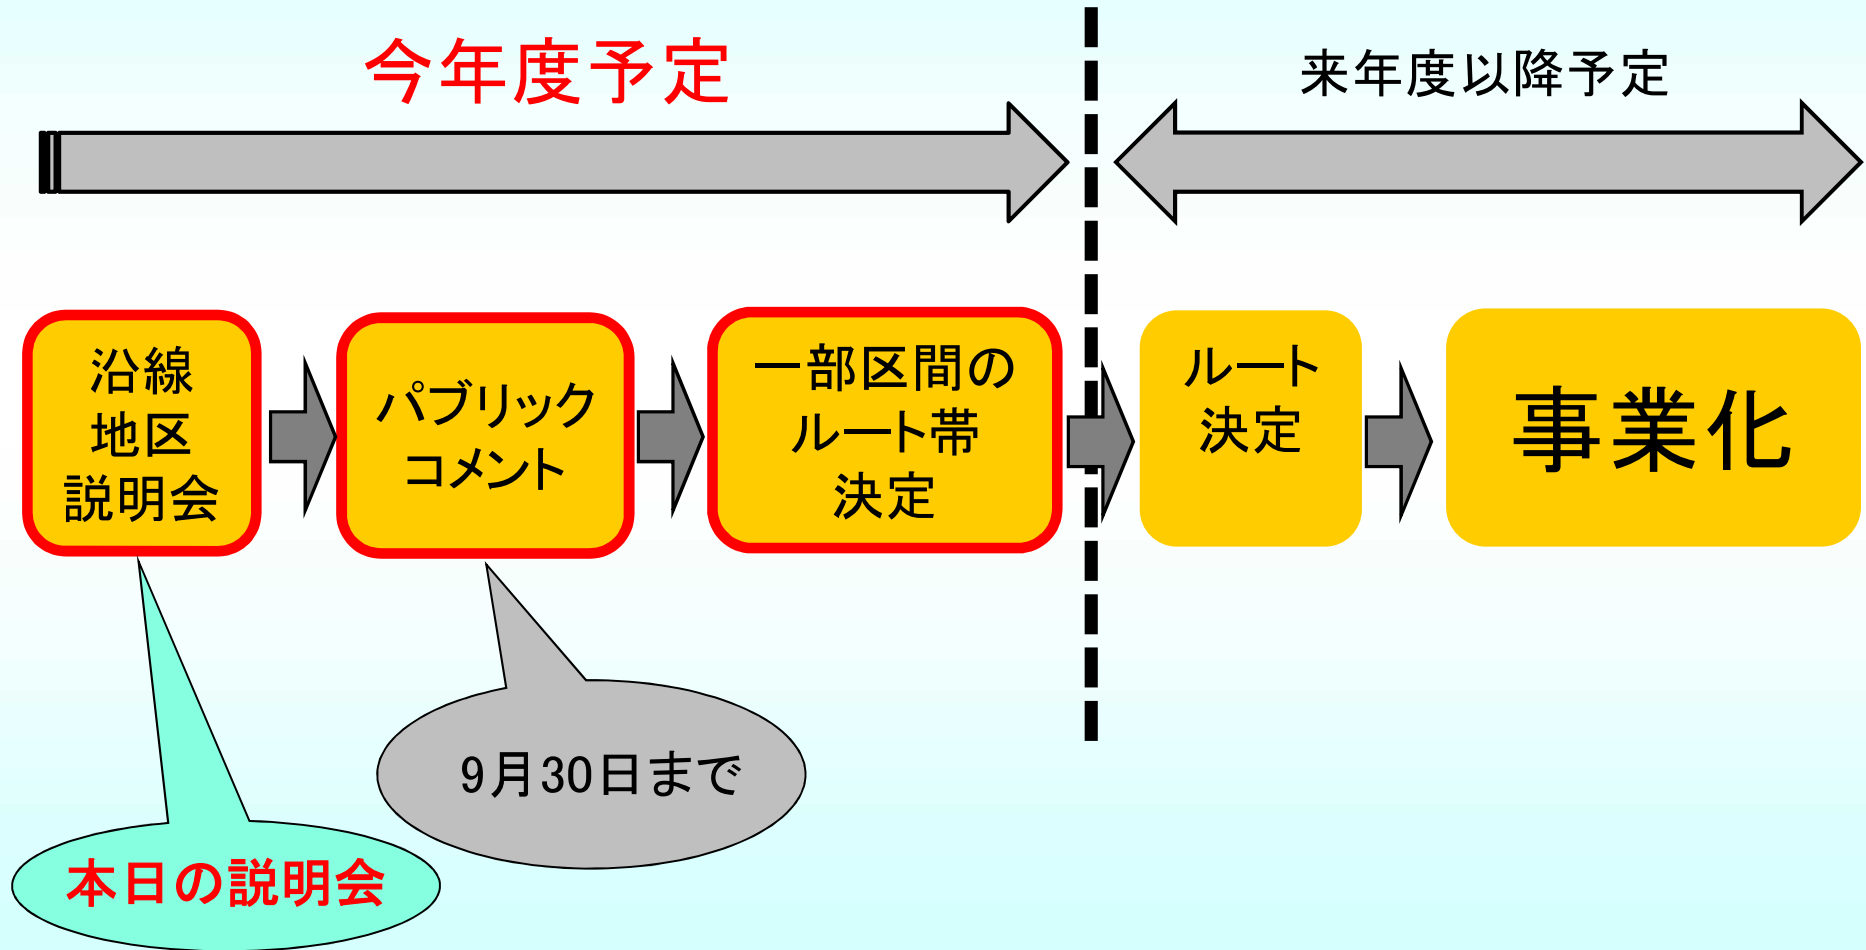 今年度予定
来年度以降予定
沿線
地区
説明会
パブリック
コメント
一部区間の
ルート帯
決定
ルート
決定
事業化
9月30日まで
本日の説明会